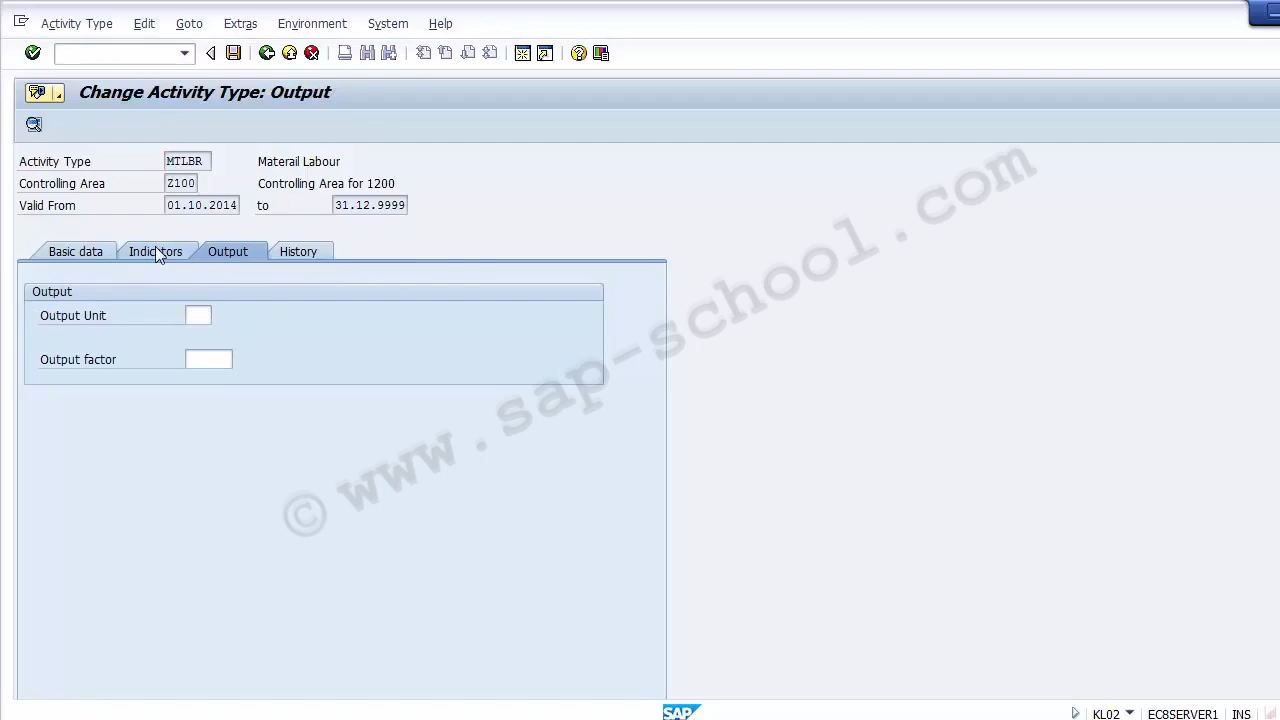 Activity Type Edit Goto Extras Environment System Help
Change Activity Type: Output
Activity Type MTLBR Materail Labour
Controlling Area Z100 Controlling Area for 1200
Valid From 01.10.2014 to 31.12.9999
Basic data Indicators Output History
Output
Output Unit
Output factor
© www.sap-school.com
SAP KL02 EC8SERVER1 INS